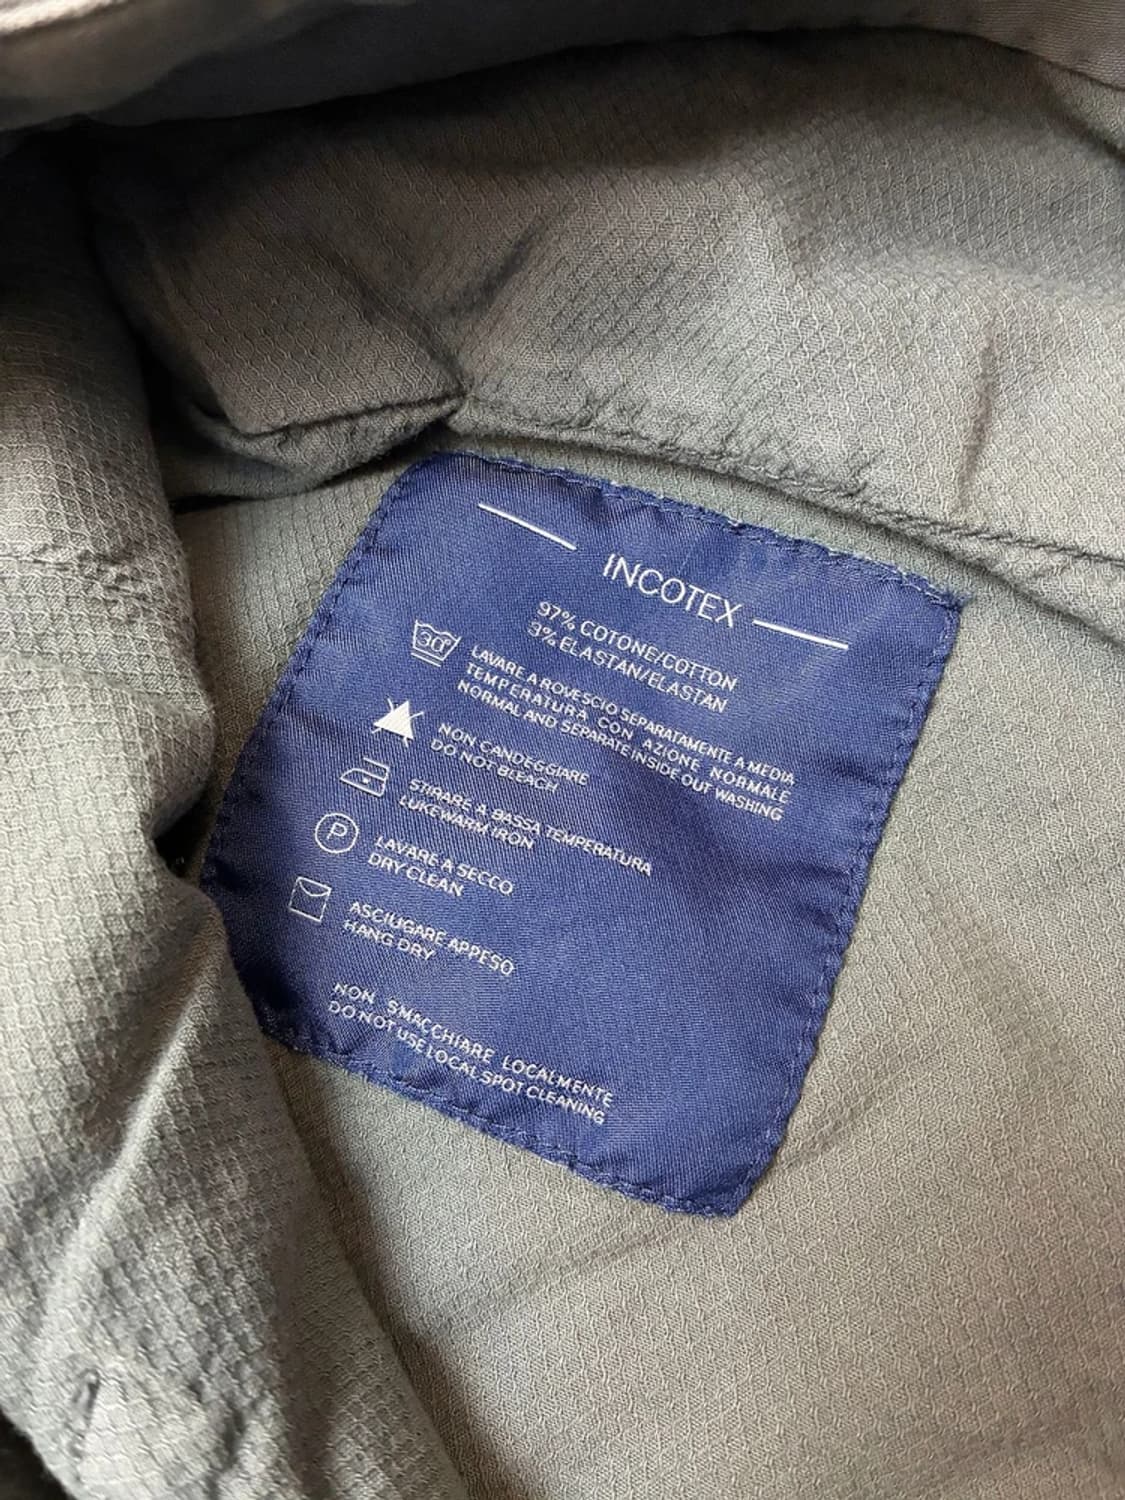 INCOTEX
97% COTONE/COTTON
3% ELASTAN/ELASTAN
30°
LAVARE A ROVESCIO SEPARATAMENTE A MEDIA
TEMPERATURA CON AZIONE NORMALE
NORMAL AND SEPARATE INSIDE OUT WASHING
NON CANDEGGIARE
DO NOT BLEACH
STIRARE A BASSA TEMPERATURA
LUKEWARM IRON
P
LAVARE A SECCO
DRY CLEAN
ASCIUGARE APPESO
HANG DRY
NON SMACCHIARE LOCALMENTE
DO NOT USE LOCAL SPOT CLEANING